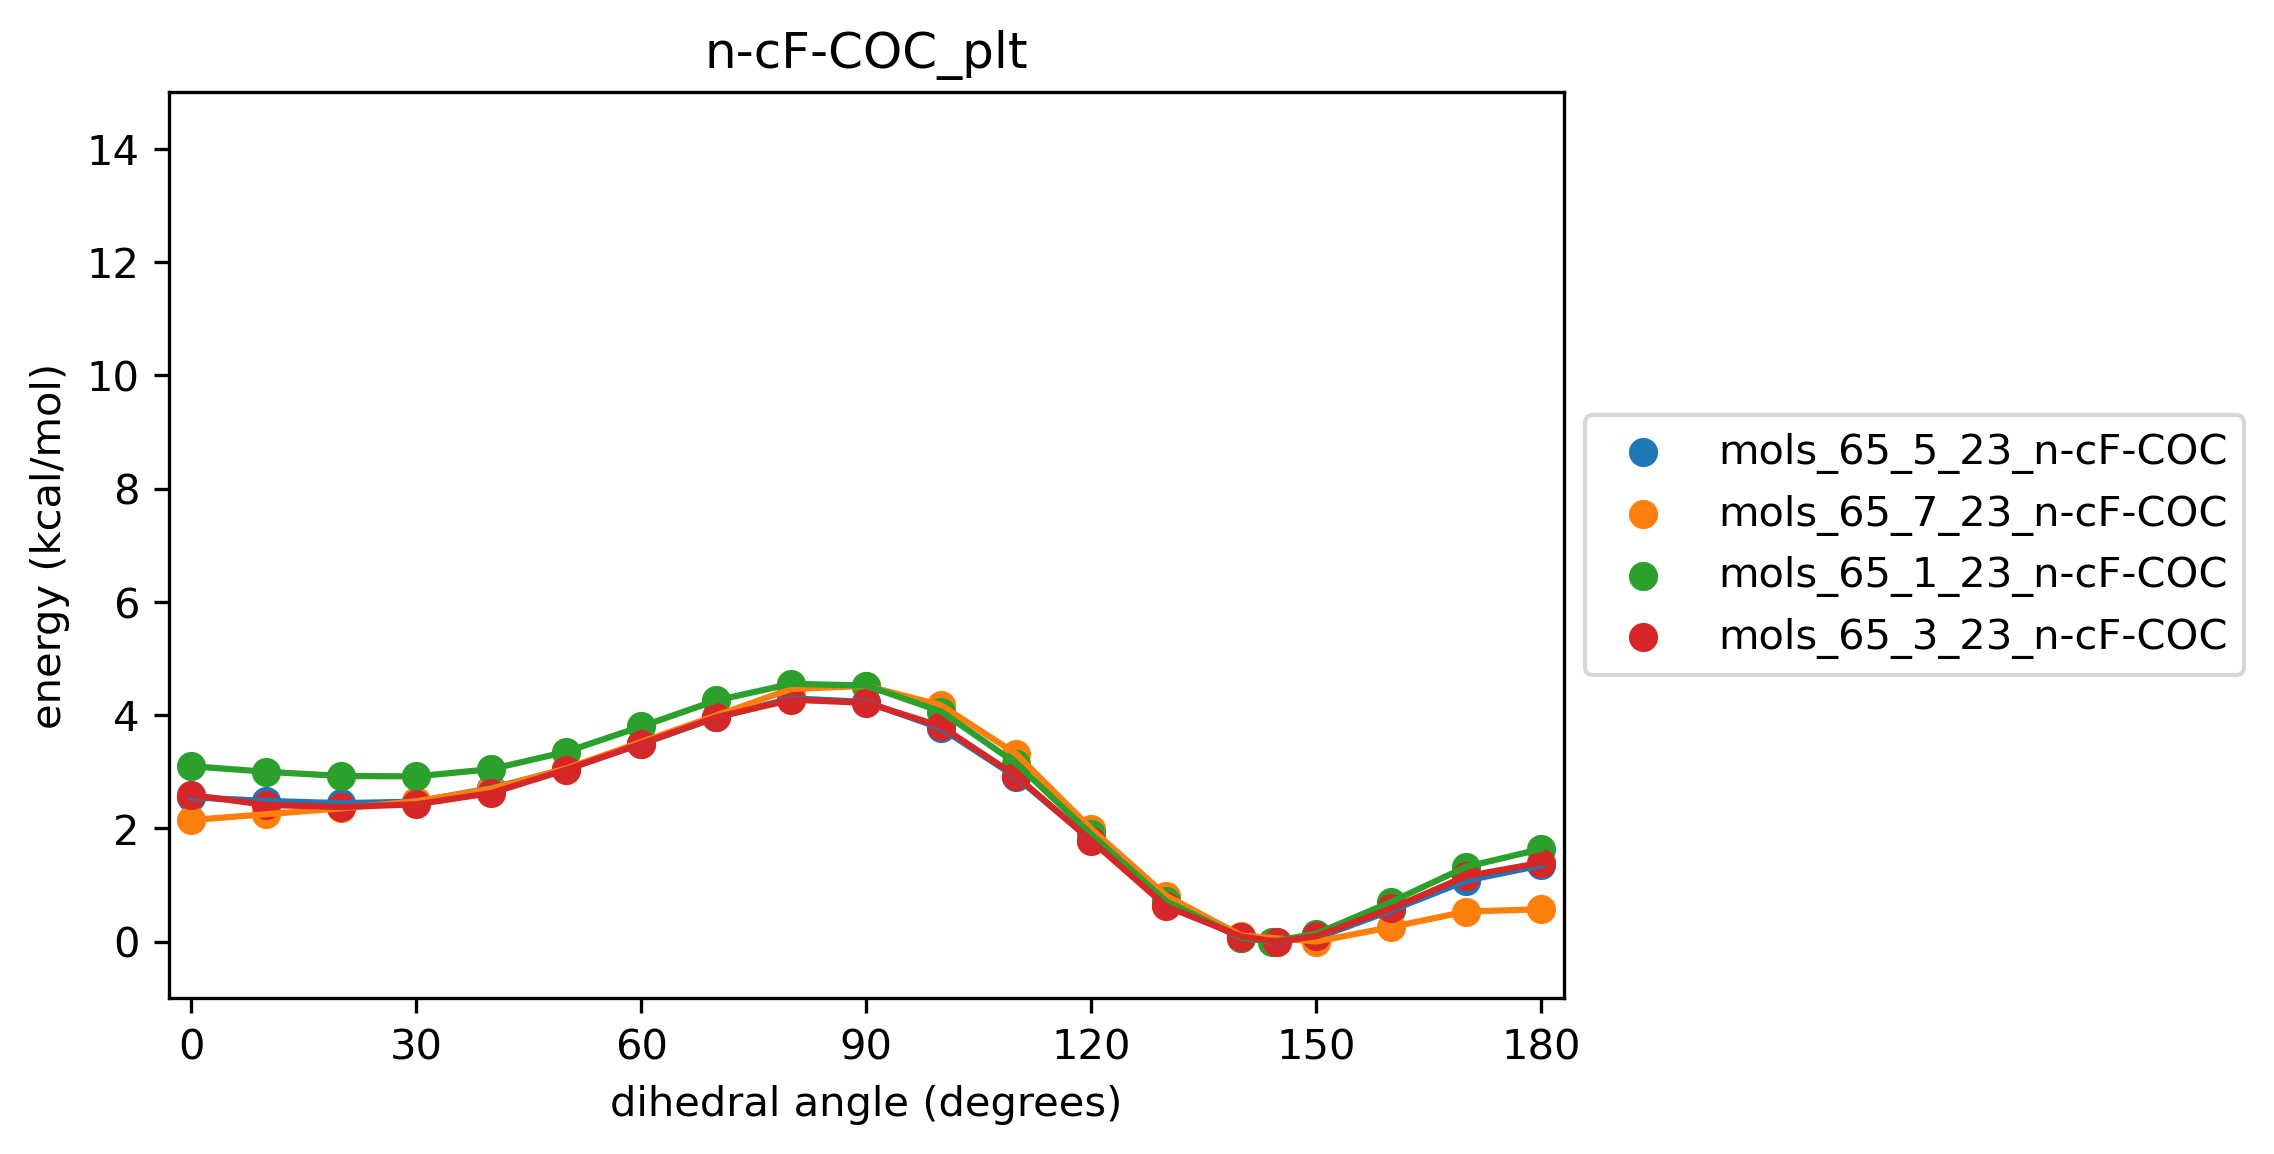 n-cF-COC_plt
14
12
10
8
6
4
2
0
energy (kcal/mol)
0 30 60 90 120 150 180
dihedral angle (degrees)
mols_65_5_23_n-cF-COC
mols_65_7_23_n-cF-COC
mols_65_1_23_n-cF-COC
mols_65_3_23_n-cF-COC